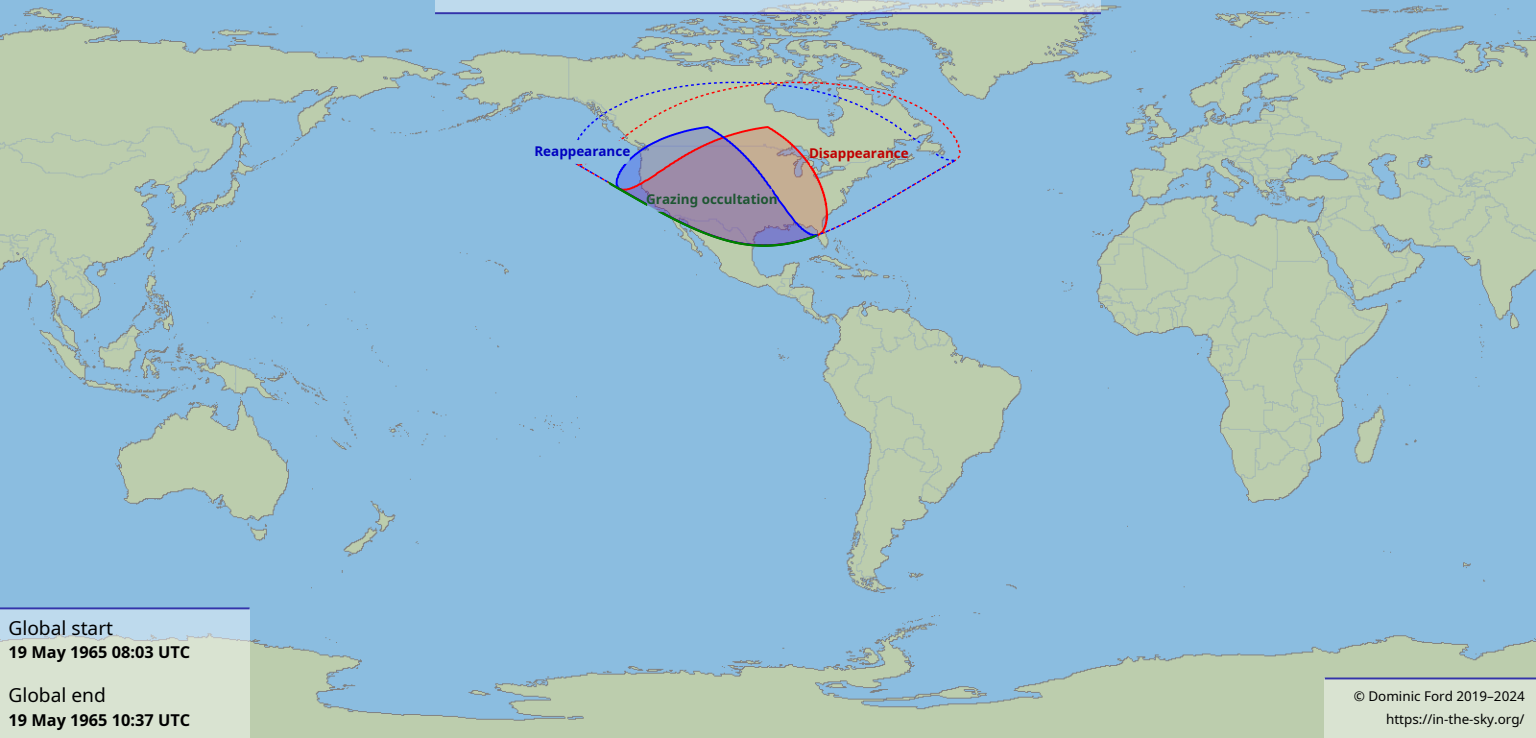 Reappearance
Disappearance
Grazing occultation
Global start
19 May 1965 08:03 UTC
Global end
19 May 1965 10:37 UTC
© Dominic Ford 2019–2024
https://in-the-sky.org/